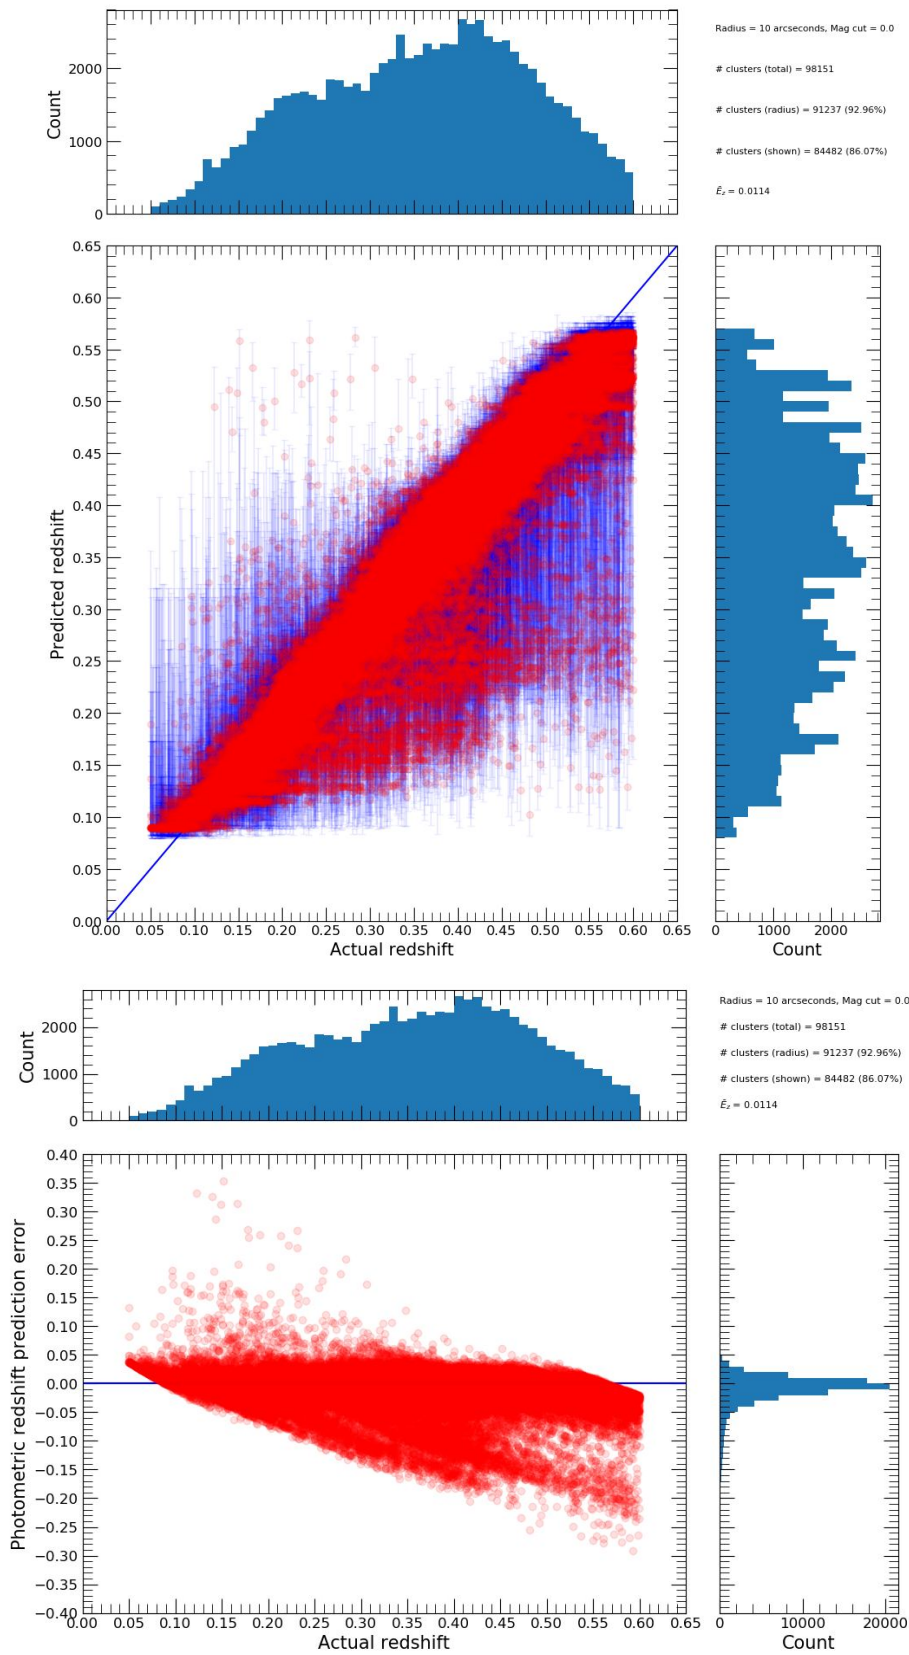 Radius = 10 arcseconds, Mag cut = 0.0
# clusters (total) = 98151
# clusters (radius) = 91237 (92.96%)
# clusters (shown) = 84482 (86.07%)
Ēz = 0.0114
Count
2000
1000
0
Predicted redshift
0.65
0.60
0.55
0.50
0.45
0.40
0.35
0.30
0.25
0.20
0.15
0.10
0.05
0.00
0.00 0.05 0.10 0.15 0.20 0.25 0.30 0.35 0.40 0.45 0.50 0.55 0.60 0.65
Actual redshift
0 1000 2000
Count
Radius = 10 arcseconds, Mag cut = 0.0
# clusters (total) = 98151
# clusters (radius) = 91237 (92.96%)
# clusters (shown) = 84482 (86.07%)
Ēz = 0.0114
Count
2000
1000
0
Photometric redshift prediction error
0.40
0.35
0.30
0.25
0.20
0.15
0.10
0.05
0.00
−0.05
−0.10
−0.15
−0.20
−0.25
−0.30
−0.35
−0.40
0.00 0.05 0.10 0.15 0.20 0.25 0.30 0.35 0.40 0.45 0.50 0.55 0.60 0.65
Actual redshift
0 10000 20000
Count